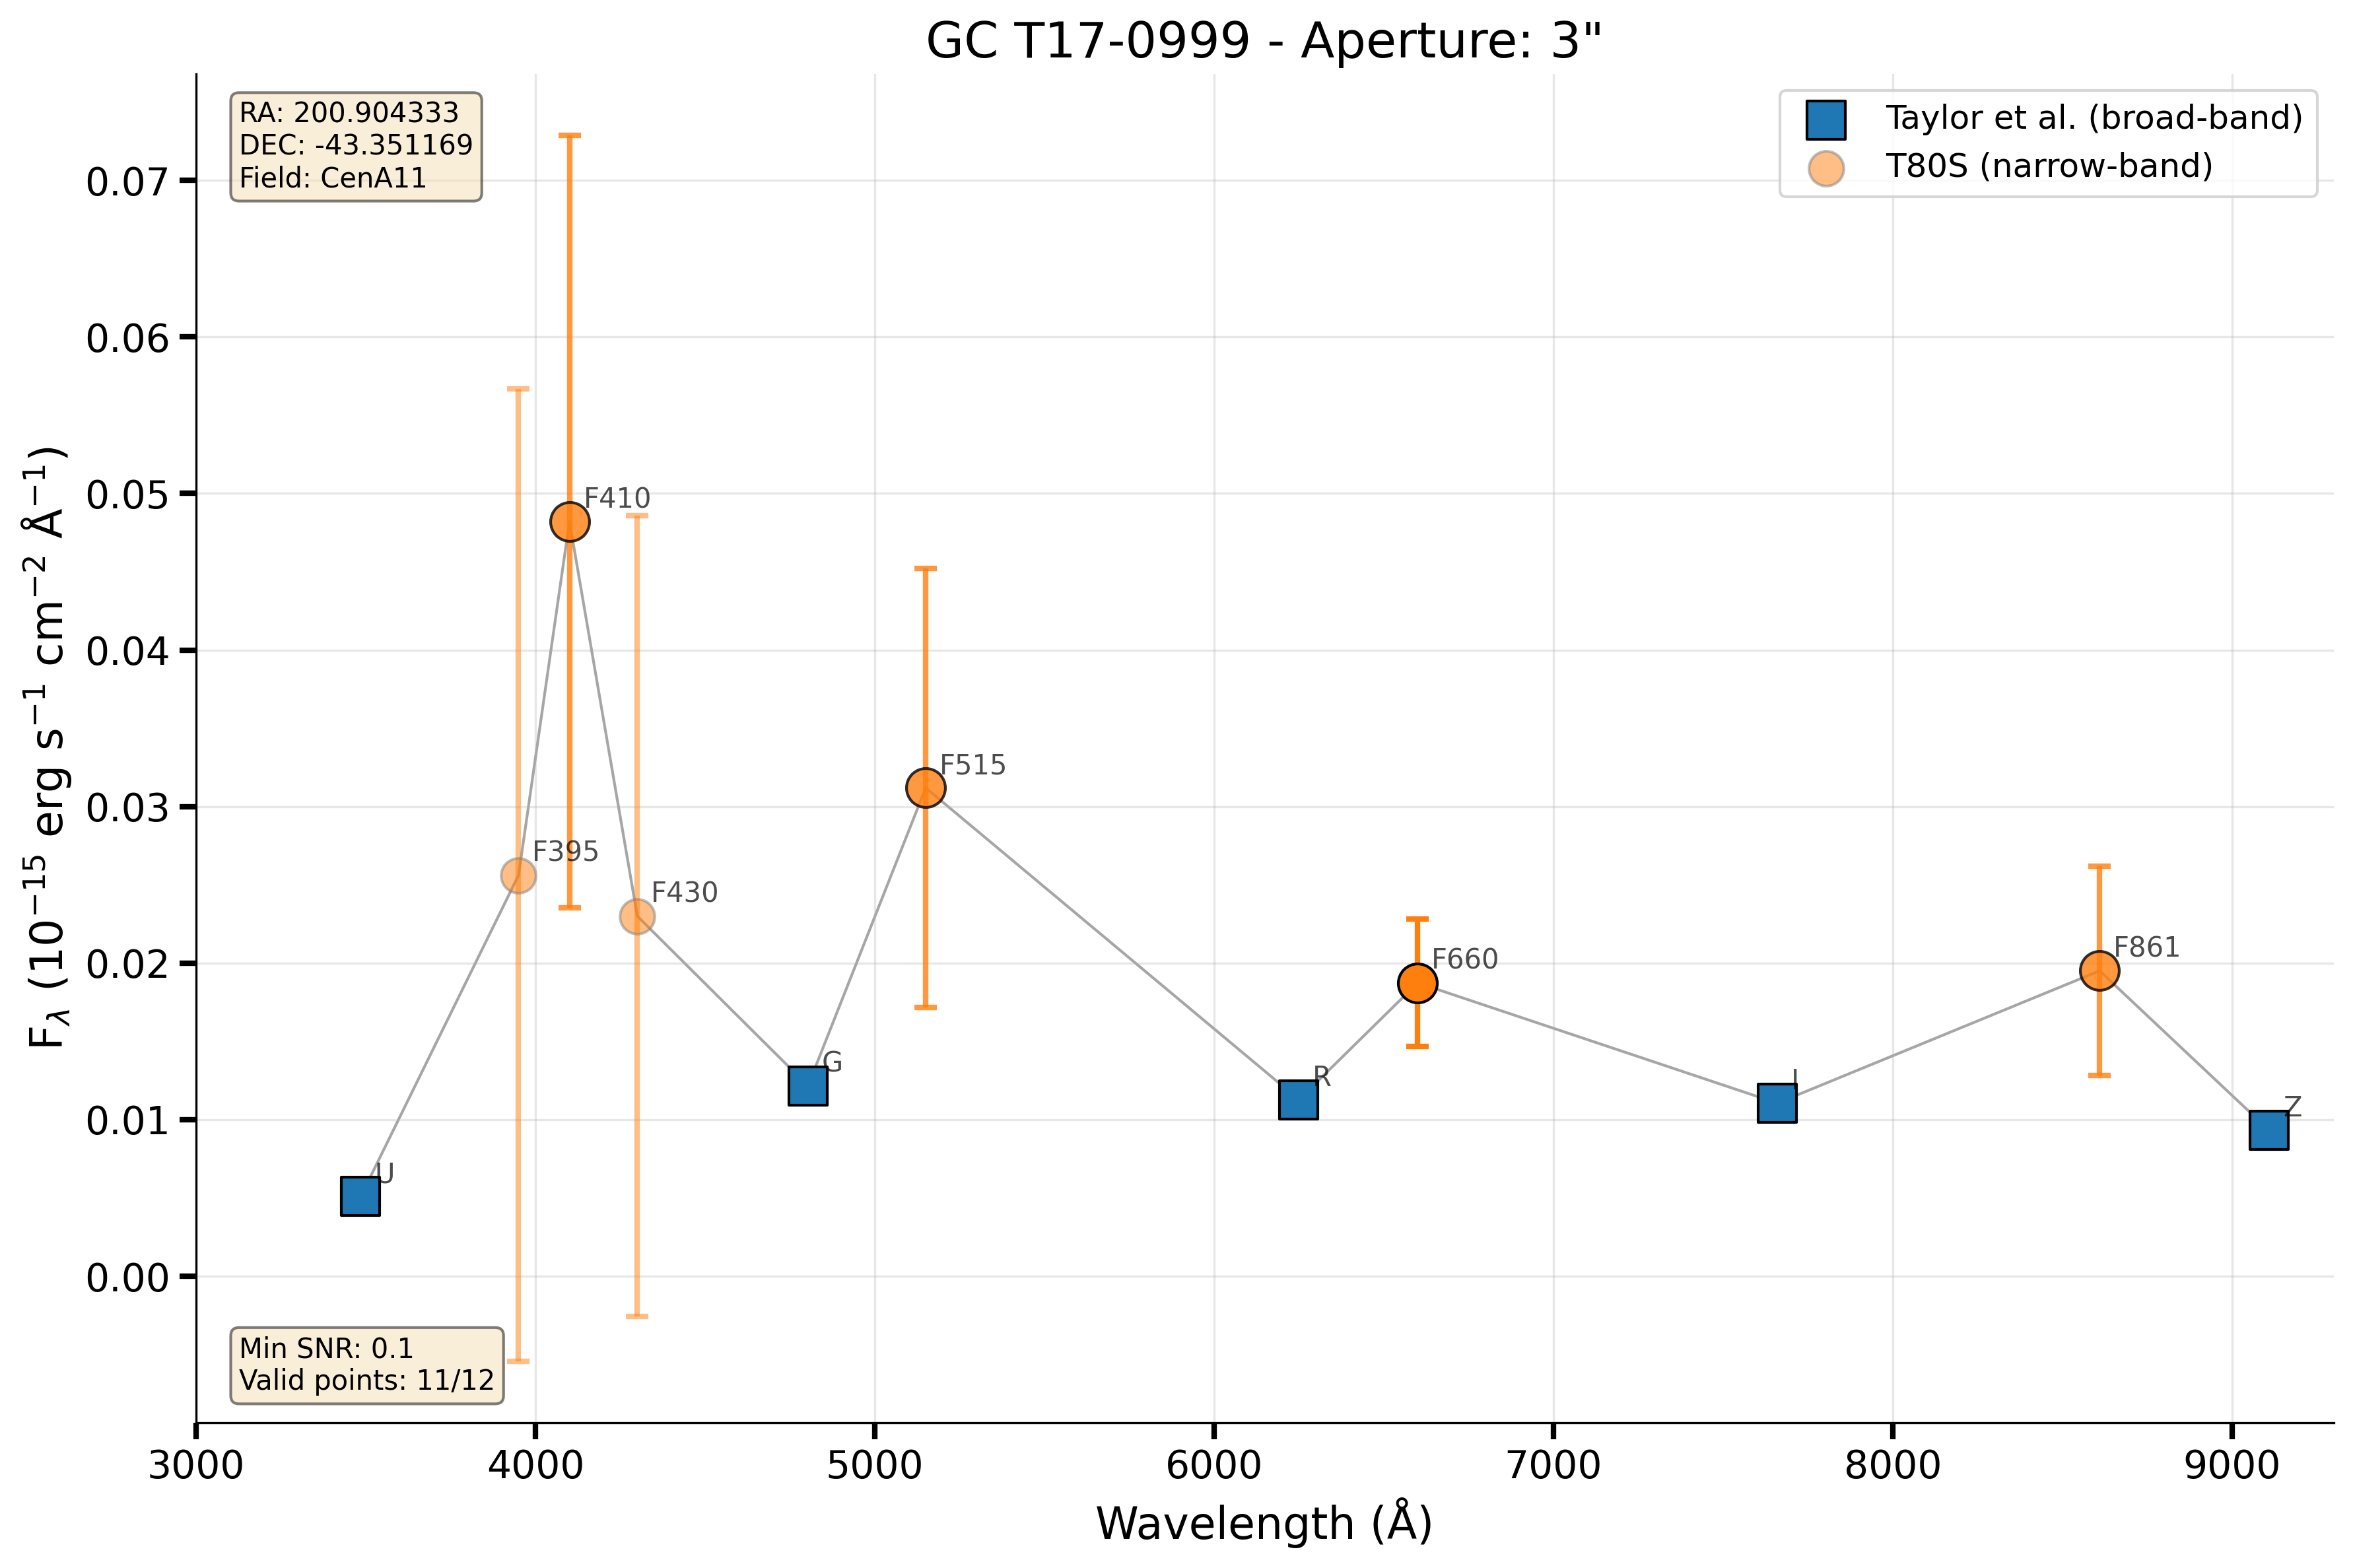 GC T17-0999 - Aperture: 3"
RA: 200.904333
DEC: -43.351169
Field: CenA11
Taylor et al. (broad-band)
T80S (narrow-band)
0.07
0.06
0.05
0.04
0.03
0.02
0.01
0.00
F_λ (10⁻¹⁵ erg s⁻¹ cm⁻² Å⁻¹)
F410
F515
F395
F430
F660
F861
G
R
I
Z
U
Min SNR: 0.1
Valid points: 11/12
3000 4000 5000 6000 7000 8000 9000
Wavelength (Å)